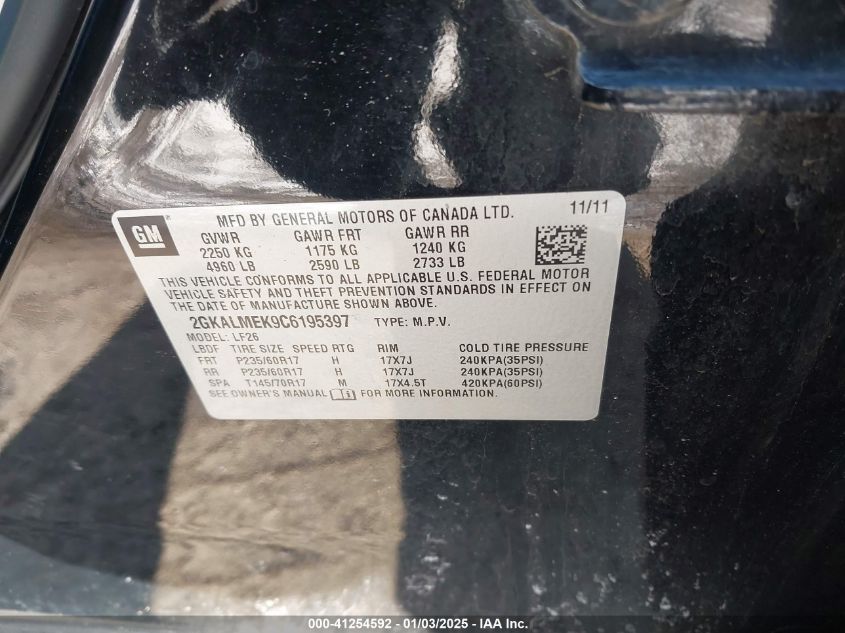 GM
MFD BY GENERAL MOTORS OF CANADA LTD. 11/11
GVWR GAWR FRT GAWR RR
2250 KG 1175 KG 1240 KG
4960 LB 2590 LB 2733 LB
THIS VEHICLE CONFORMS TO ALL APPLICABLE U.S. FEDERAL MOTOR
VEHICLE SAFETY AND THEFT PREVENTION STANDARDS IN EFFECT ON
THE DATE OF MANUFACTURE SHOWN ABOVE.
2GKALMEK9C6195397 TYPE: M.P.V.
MODEL: LF26
LBDF TIRE SIZE SPEED RTG RIM COLD TIRE PRESSURE
FRT P235/60R17 H 17X7J 240KPA(35PSI)
RR P235/60R17 H 17X7J 240KPA(35PSI)
SPA T145/70R17 M 17X4.5T 420KPA(60PSI)
SEE OWNER'S MANUAL FOR MORE INFORMATION.
000-41254592 - 01/03/2025 - IAA Inc.